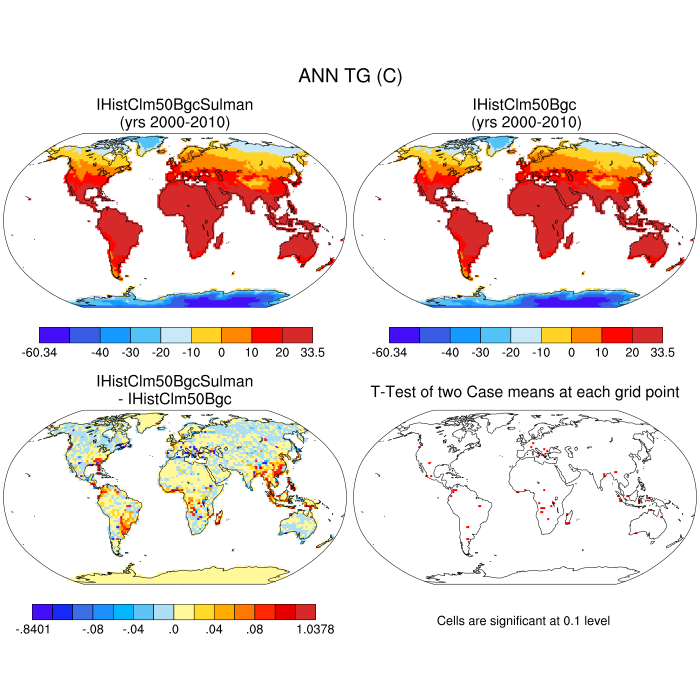 ANN TG (C)
IHistClm50BgcSulman
(yrs 2000-2010)
IHistClm50Bgc
(yrs 2000-2010)
-60.34 -40 -30 -20 -10 0 10 20 33.5
-60.34 -40 -30 -20 -10 0 10 20 33.5
IHistClm50BgcSulman
- IHistClm50Bgc
T-Test of two Case means at each grid point
-.8401 -.08 -.04 .0 .04 .08 1.0378
Cells are significant at 0.1 level